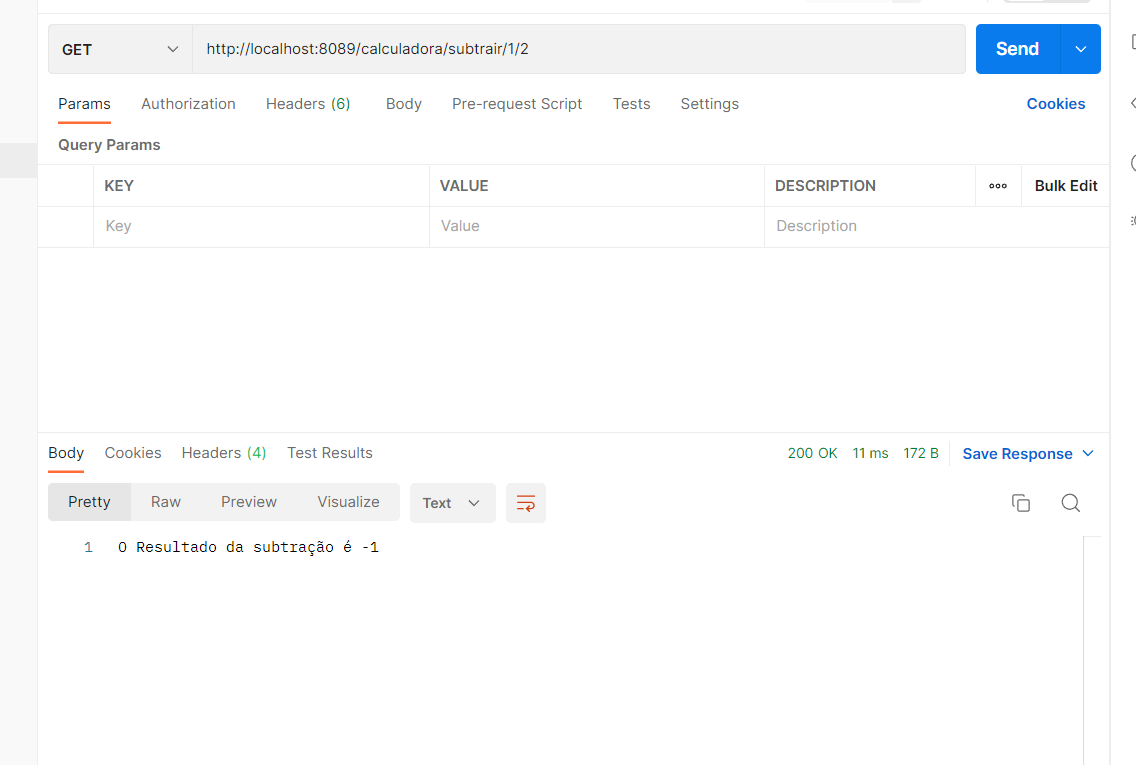 GET http://localhost:8089/calculadora/subtrair/1/2 Send
Params Authorization Headers (6) Body Pre-request Script Tests Settings Cookies
Query Params
KEY VALUE DESCRIPTION ooo Bulk Edit
Key Value Description
Body Cookies Headers (4) Test Results 200 OK 11 ms 172 B Save Response
Pretty Raw Preview Visualize Text
1 O Resultado da subtração é -1